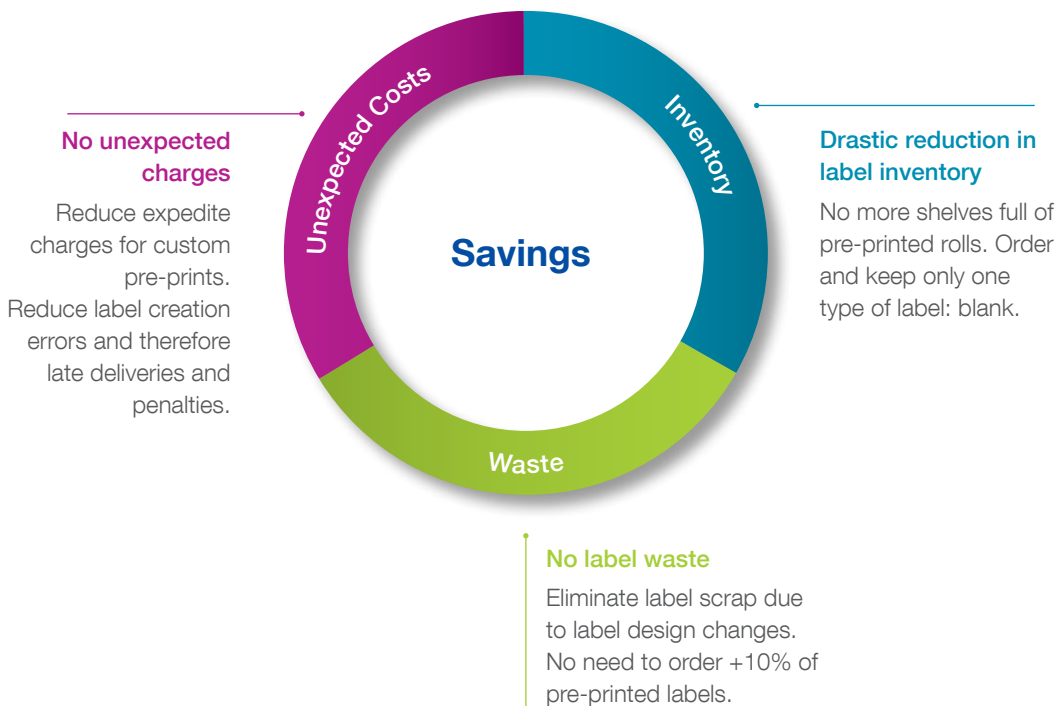 Unexpected Costs
Inventory
Waste
Savings
No unexpected
charges
Reduce expedite
charges for custom
pre-prints.
Reduce label creation
errors and therefore
late deliveries and
penalties.
Drastic reduction in
label inventory
No more shelves full of
pre-printed rolls. Order
and keep only one
type of label: blank.
No label waste
Eliminate label scrap due
to label design changes.
No need to order +10% of
pre-printed labels.